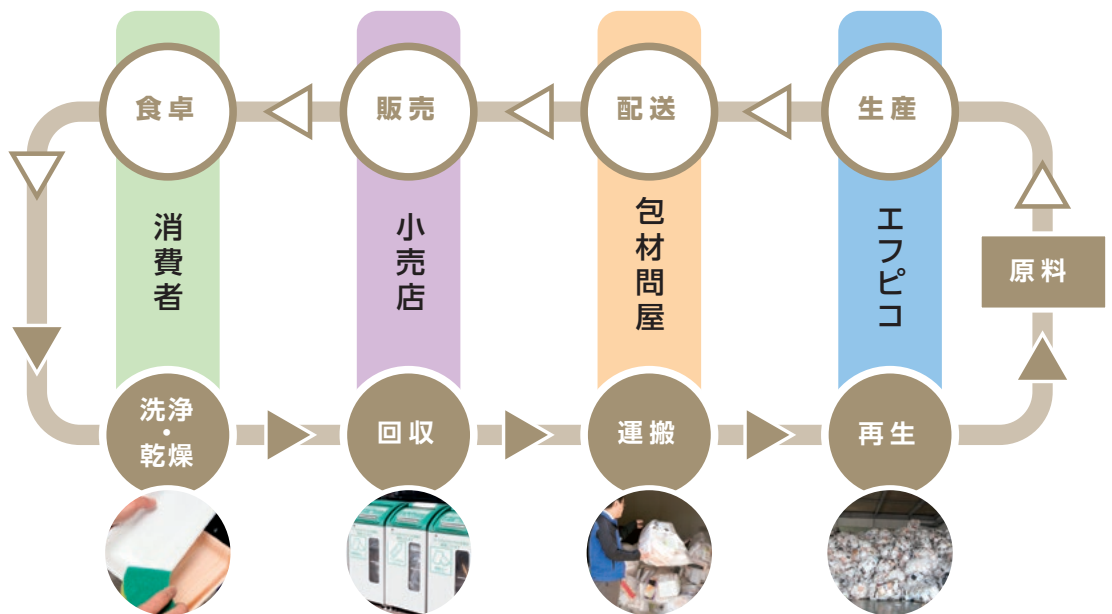 食卓
販売
配送
生産
消費者
小売店
包材問屋
エフピコ
原料
洗浄
・
乾燥
回収
運搬
再生